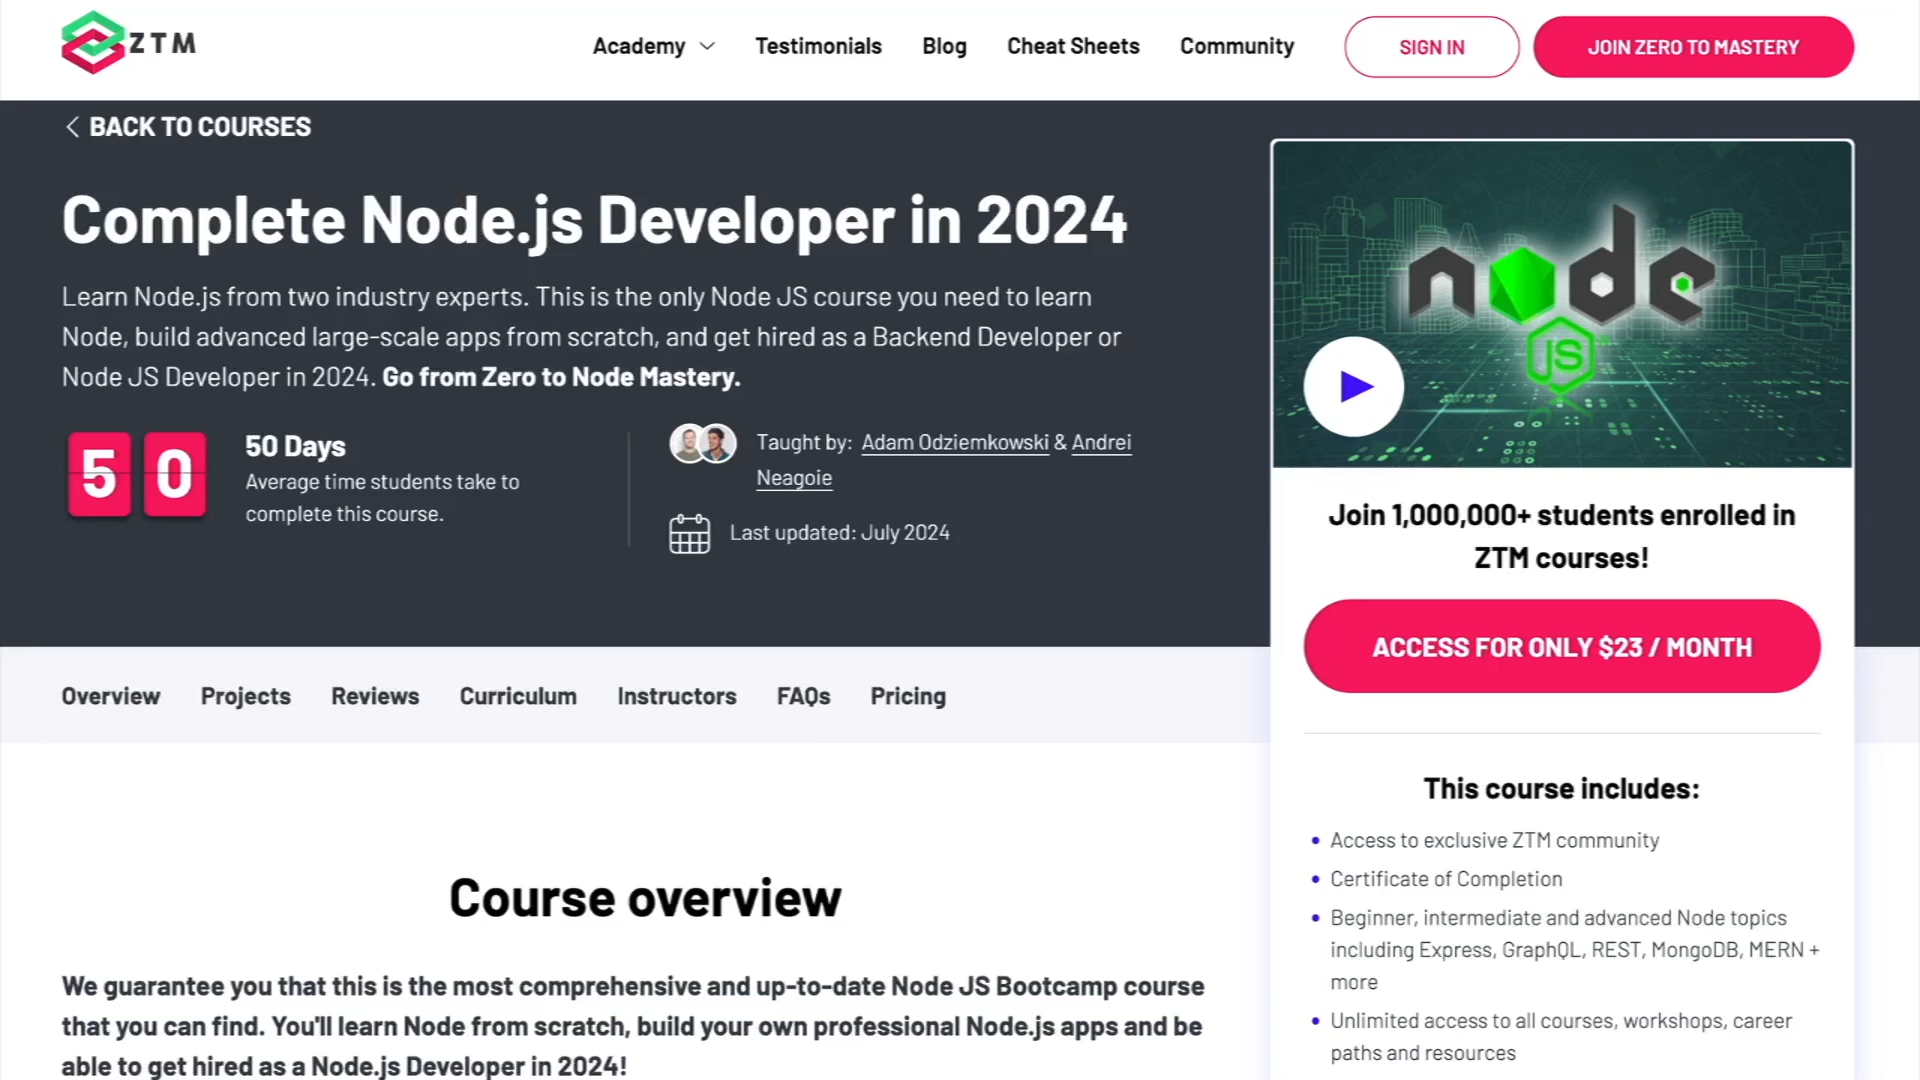 ZTM
Academy
Testimonials
Blog
Cheat Sheets
Community
SIGN IN
JOIN ZERO TO MASTERY
BACK TO COURSES
Complete Node.js Developer in 2024
Learn Node.js from two industry experts. This is the only Node JS course you need to learn
Node, build advanced large-scale apps from scratch, and get hired as a Backend Developer or
Node JS Developer in 2024. Go from Zero to Node Mastery.
5 0
50 Days
Average time students take to
complete this course.
Taught by: Adam Odziemkowski & Andrei
Neagoie
Last updated: July 2024
node
JS
Join 1,000,000+ students enrolled in
ZTM courses!
ACCESS FOR ONLY $23 / MONTH
Overview
Projects
Reviews
Curriculum
Instructors
FAQs
Pricing
This course includes:
Access to exclusive ZTM community
Certificate of Completion
Beginner, intermediate and advanced Node topics
including Express, GraphQL, REST, MongoDB, MERN +
more
Unlimited access to all courses, workshops, career
paths and resources
Course overview
We guarantee you that this is the most comprehensive and up-to-date Node JS Bootcamp course
that you can find. You'll learn Node from scratch, build your own professional Node.js apps and be
able to get hired as a Node.js Developer in 2024!